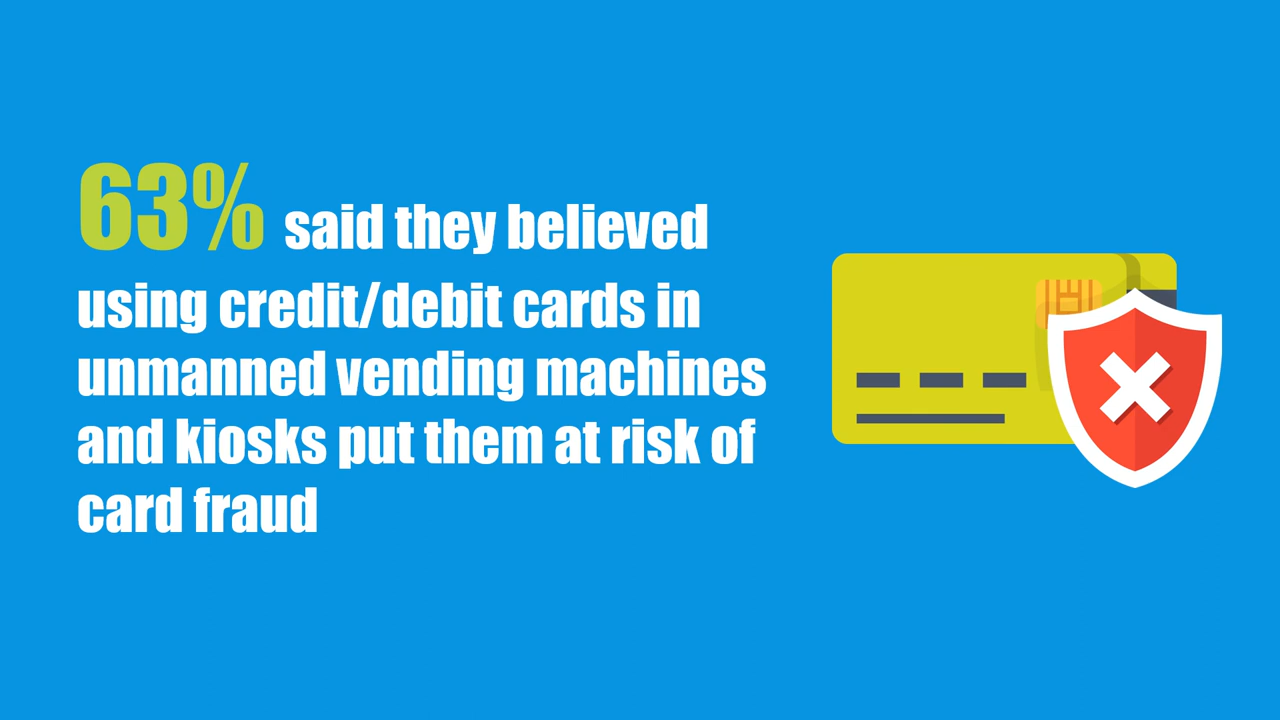 63% said they believed
using credit/debit cards in
unmanned vending machines
and kiosks put them at risk of
card fraud